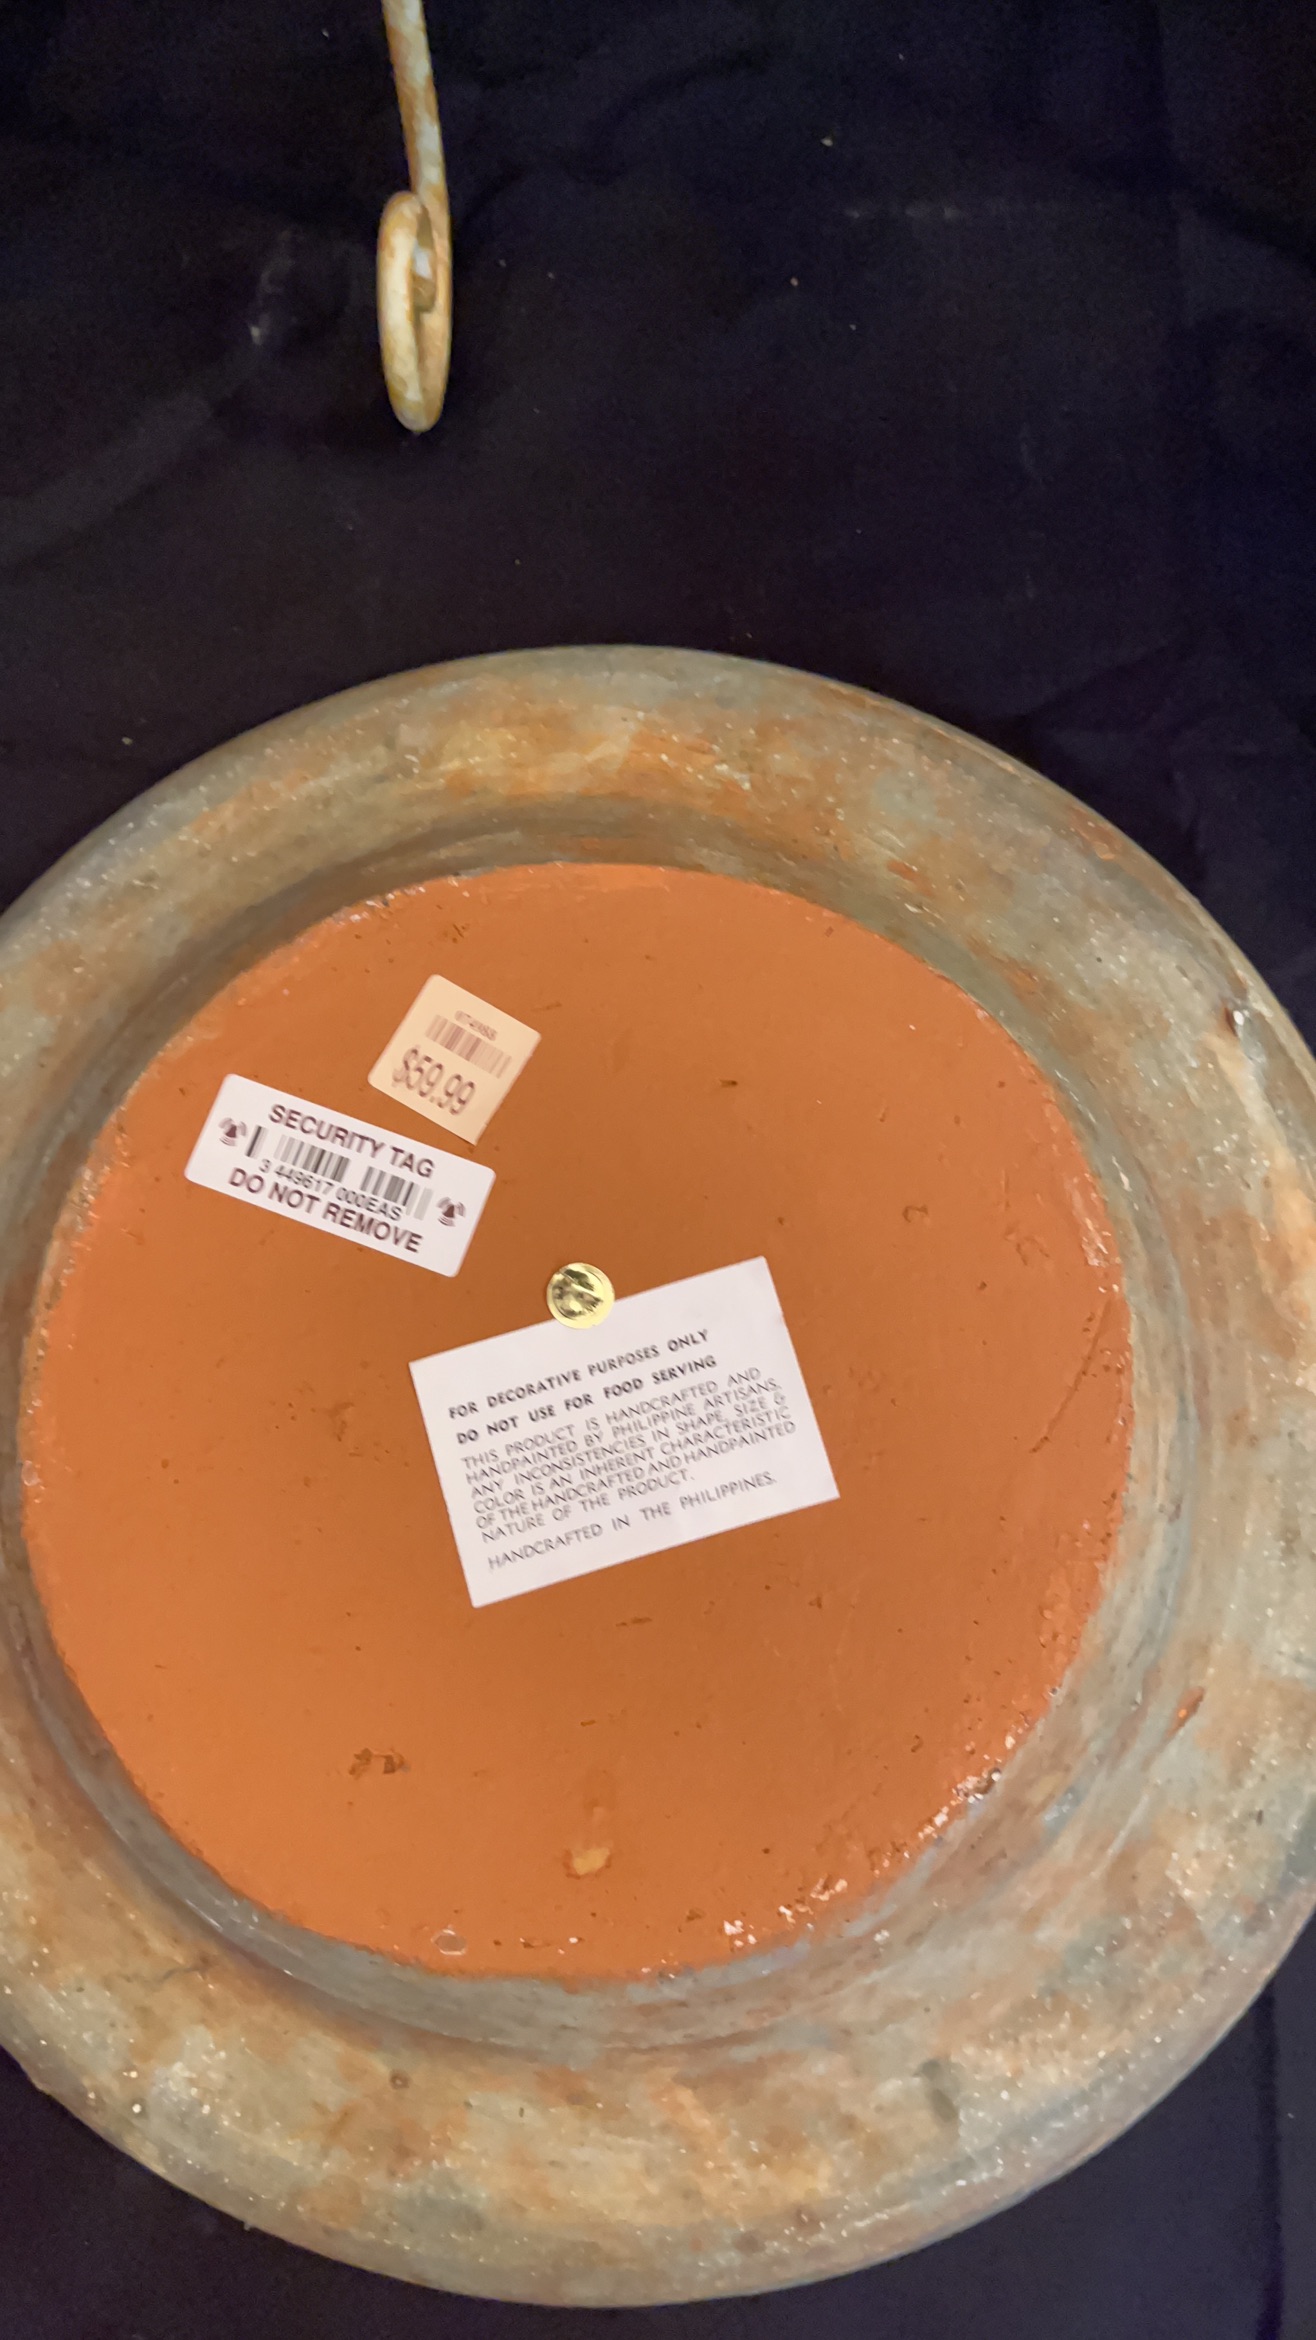 $59.99
SECURITY TAG
3 449617 000EAS
DO NOT REMOVE
FOR DECORATIVE PURPOSES ONLY
DO NOT USE FOR FOOD SERVING
THIS PRODUCT IS HANDCRAFTED AND
HANDPAINTED BY PHILIPPINE ARTISANS.
ANY INCONSISTENCIES IN SHAPE, SIZE &
COLOR IS AN INHERENT CHARACTERISTIC
OF THE HANDCRAFTED AND HANDPAINTED
NATURE OF THE PRODUCT.
HANDCRAFTED IN THE PHILIPPINES.